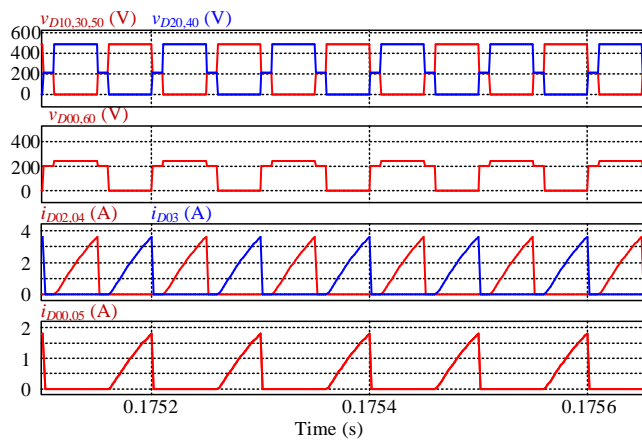 v_{D10,30,50} (V) v_{D20,40} (V)
600
400
200
0
v_{D00,60} (V)
400
200
0
i_{D02,04} (A) i_{D03} (A)
4
2
0
i_{D00,05} (A)
2
1
0
0.1752 0.1754 0.1756
Time (s)